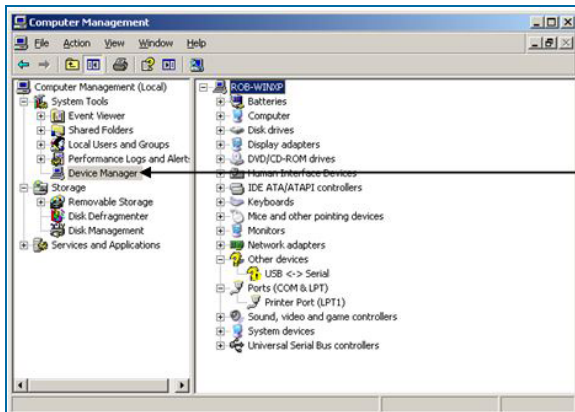 Computer Management
File Action View Window Help
Computer Management (Local)
System Tools
Event Viewer
Shared Folders
Local Users and Groups
Performance Logs and Alert
Device Manager
Storage
Removable Storage
Disk Defragmenter
Disk Management
Services and Applications
ROB-WINXP
Batteries
Computer
Disk drives
Display adapters
DVD/CD-ROM drives
Human Interface Devices
IDE ATA/ATAPI controllers
Keyboards
Mice and other pointing devices
Monitors
Network adapters
Other devices
USB <-> Serial
Ports (COM & LPT)
Printer Port (LPT1)
Sound, video and game controllers
System devices
Universal Serial Bus controllers